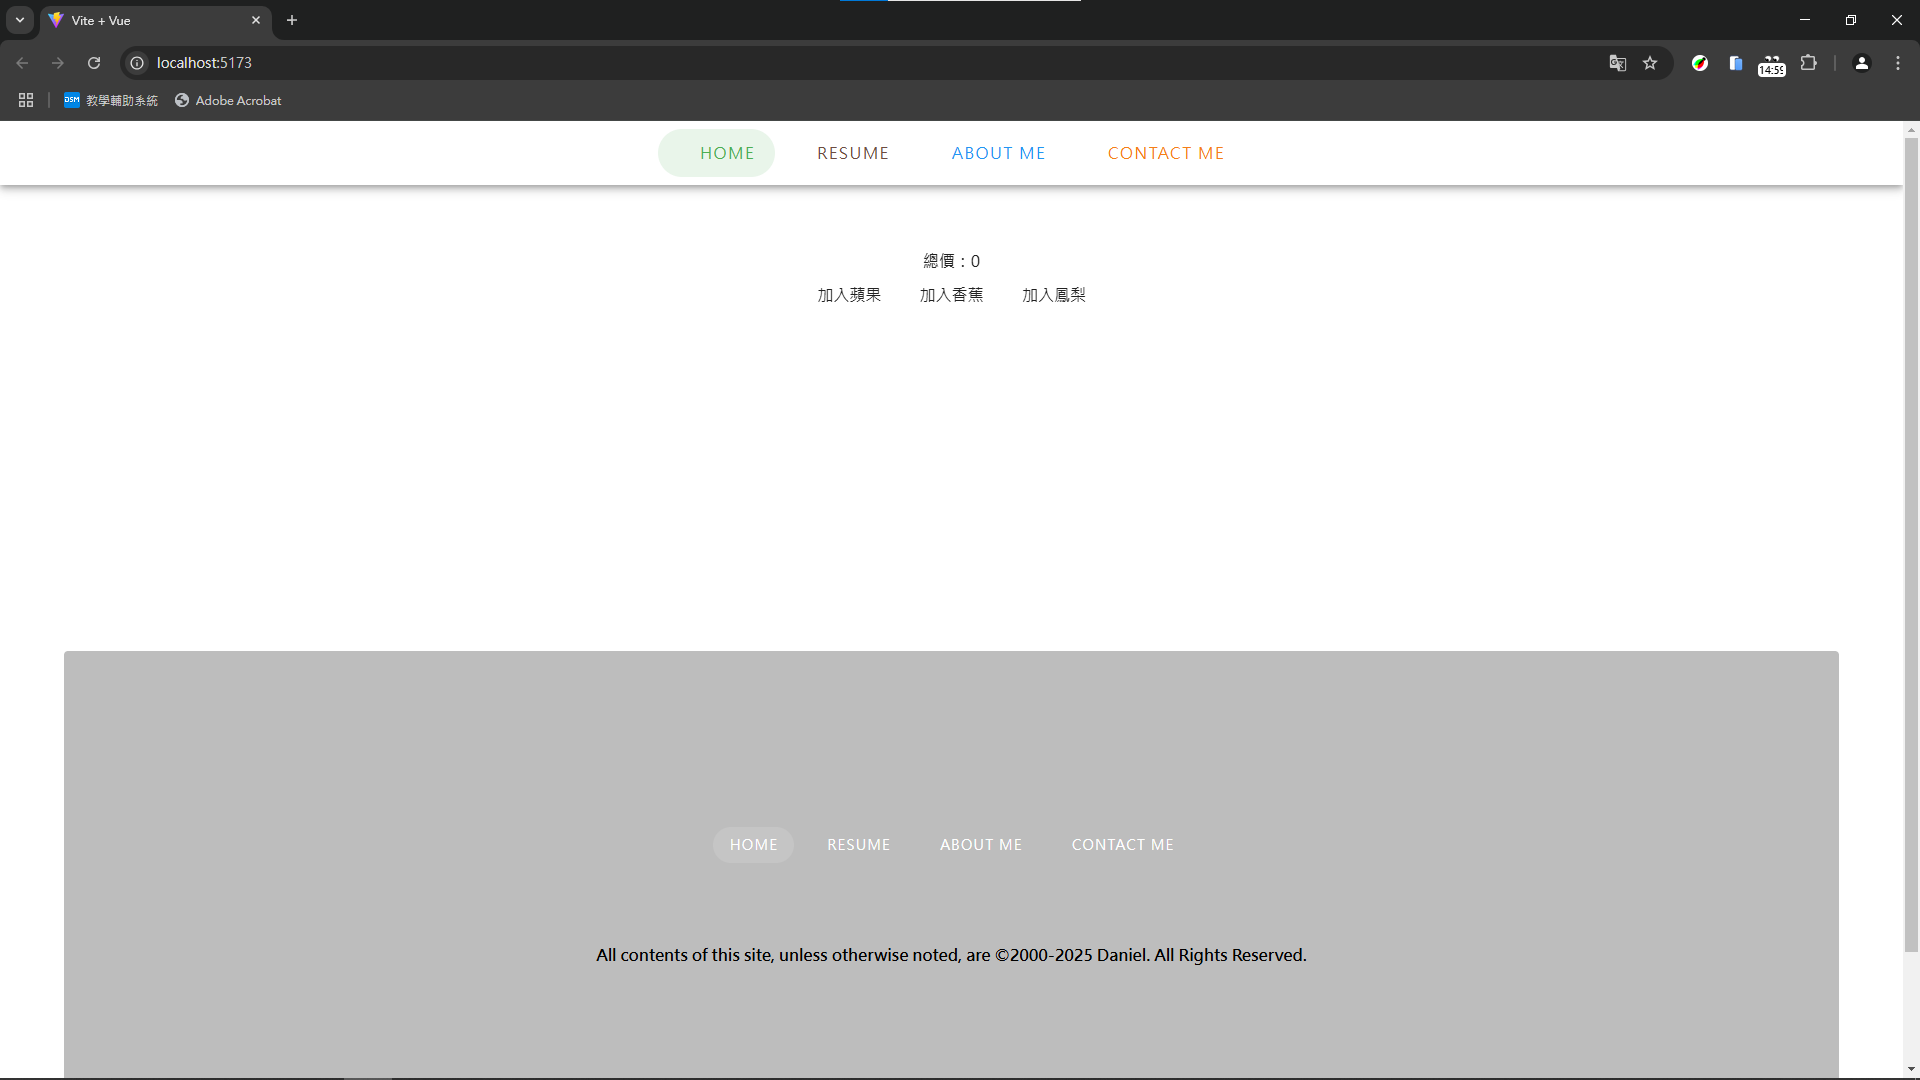 Vite + Vue
localhost:5173
14:59
DSM 教學輔助系統 Adobe Acrobat
HOME RESUME ABOUT ME CONTACT ME
總價：0
加入蘋果 加入香蕉 加入鳳梨
HOME RESUME ABOUT ME CONTACT ME
All contents of this site, unless otherwise noted, are ©2000-2025 Daniel. All Rights Reserved.